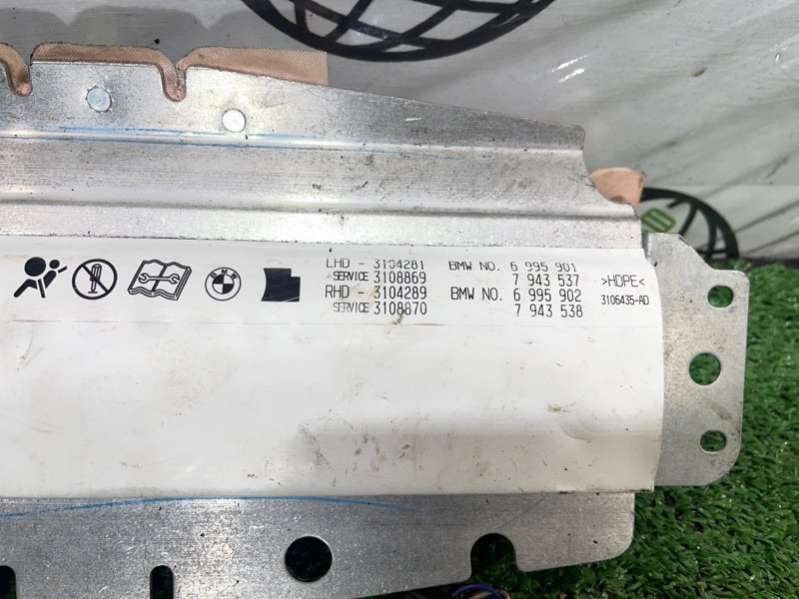 LHD - 3104281 BMW NO. 6 995 901
SERVICE 3108869 7 943 537
RHD - 3104289 BMW NO. 6 995 902
SERVICE 3108870 7 943 538
>HDPE<
3106435-AD